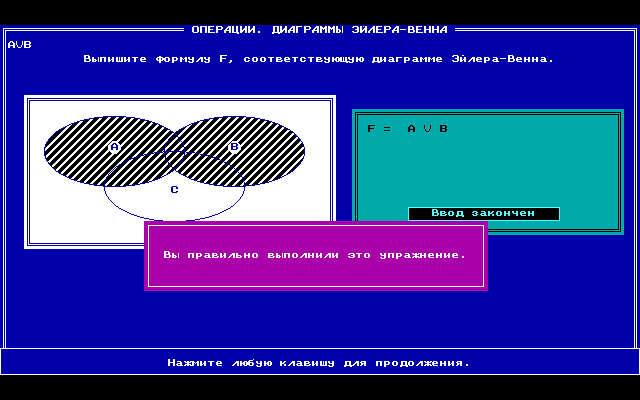 ОПЕРАЦИИ. ДИАГРАММЫ ЭЙЛЕРА-ВЕННА
A∨B
Выпишите формулу F, соответствующую диаграмме Эйлера-Венна.
A
B
C
F = A ∨ B
Ввод закончен
Вы правильно выполнили это упражнение.
Нажмите любую клавишу для продолжения.